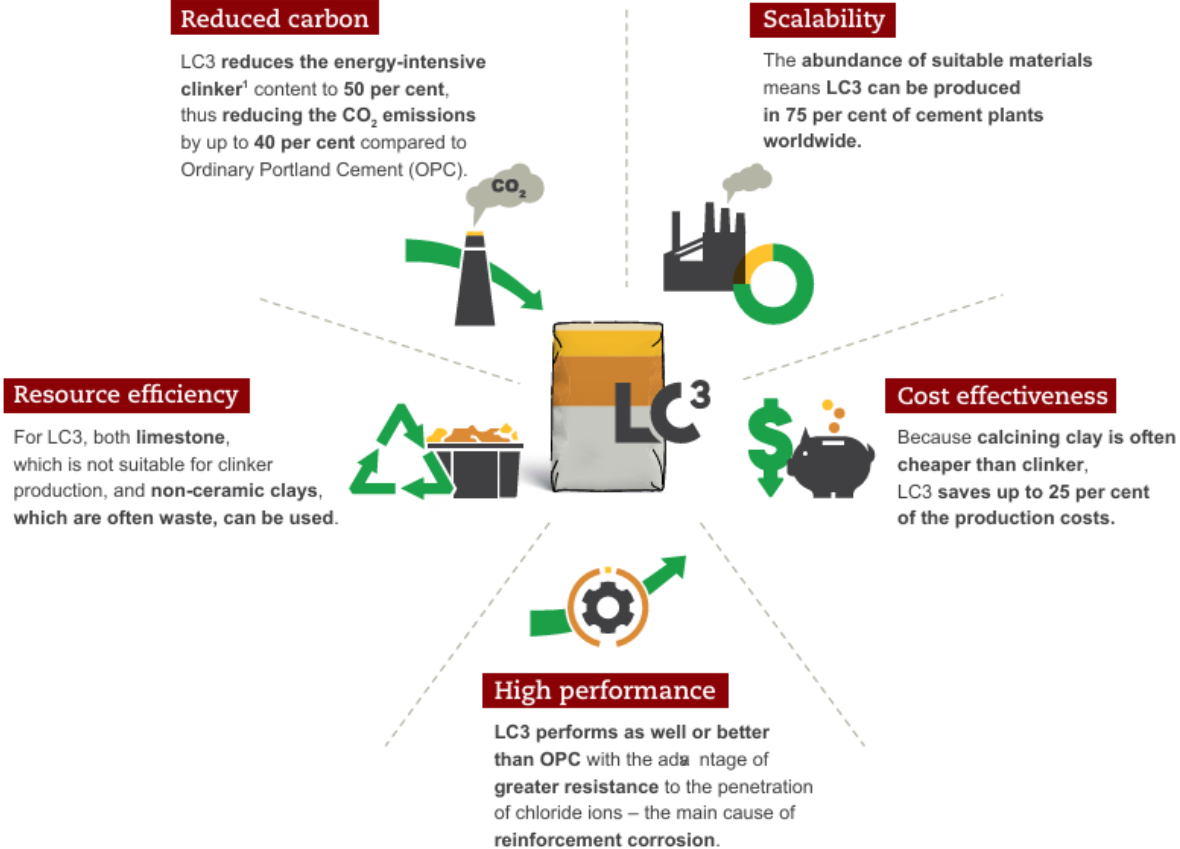 Reduced carbon
LC3 reduces the energy-intensive
clinker¹ content to 50 per cent,
thus reducing the CO₂ emissions
by up to 40 per cent compared to
Ordinary Portland Cement (OPC).
CO₂
Scalability
The abundance of suitable materials
means LC3 can be produced
in 75 per cent of cement plants
worldwide.
Resource efficiency
For LC3, both limestone,
which is not suitable for clinker
production, and non-ceramic clays,
which are often waste, can be used.
LC³
Cost effectiveness
Because calcining clay is often
cheaper than clinker,
LC3 saves up to 25 per cent
of the production costs.
High performance
LC3 performs as well or better
than OPC with the ada ntage of
greater resistance to the penetration
of chloride ions – the main cause of
reinforcement corrosion.